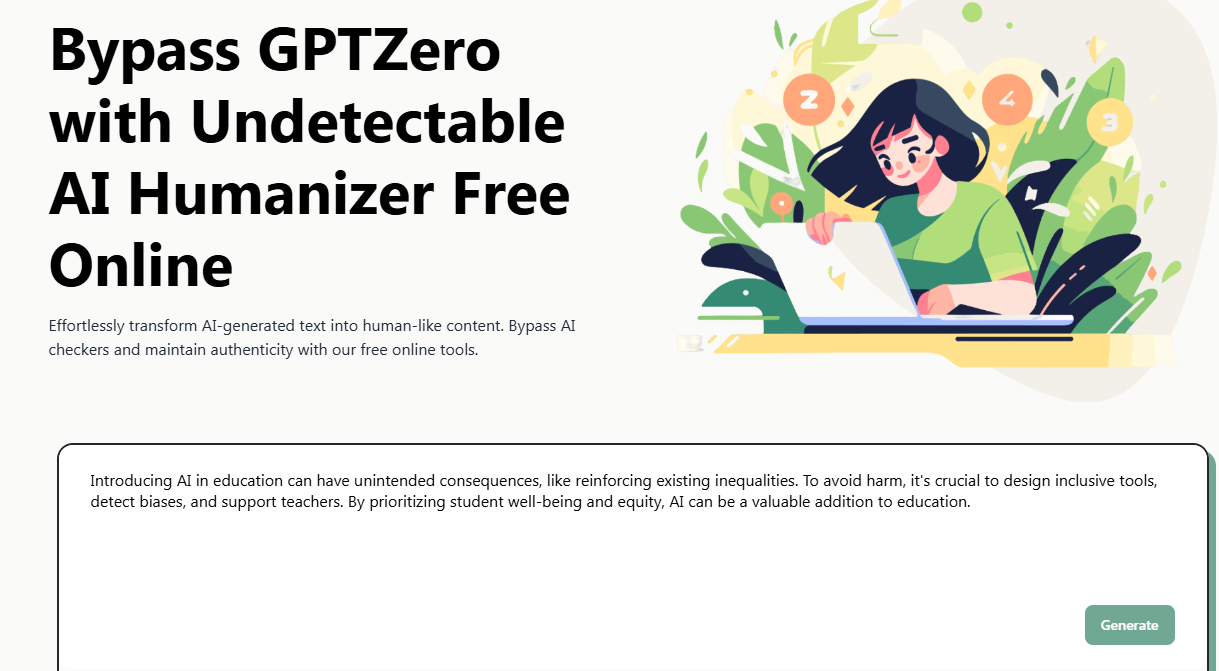 Bypass GPTZero
with Undetectable
AI Humanizer Free
Online
Effortlessly transform AI-generated text into human-like content. Bypass AI
checkers and maintain authenticity with our free online tools.
2
4
3
Introducing AI in education can have unintended consequences, like reinforcing existing inequalities. To avoid harm, it's crucial to design inclusive tools,
detect biases, and support teachers. By prioritizing student well-being and equity, AI can be a valuable addition to education.
Generate